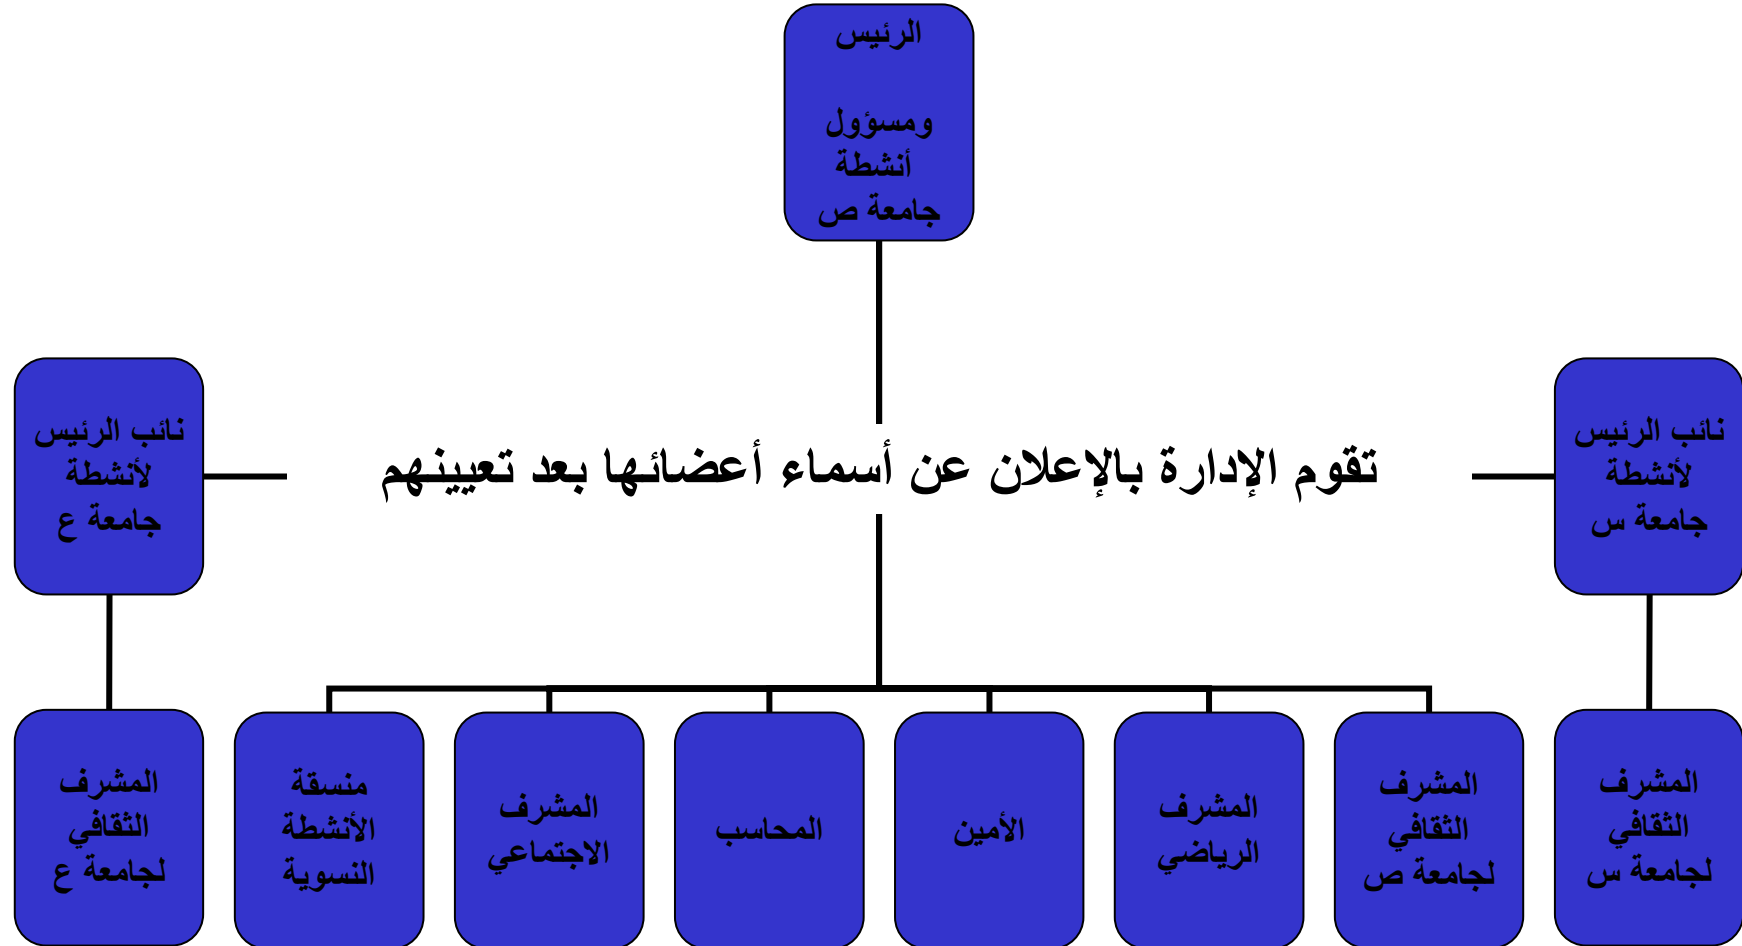 الرئيس
ومسؤول
أنشطة
جامعة ص
نائب الرئيس
لأنشطة
جامعة س
تقوم الإدارة بالإعلان عن أسماء أعضائها بعد تعيينهم
نائب الرئيس
لأنشطة
جامعة ع
المشرف
الثقافي
لجامعة س
المشرف
الثقافي
لجامعة ص
المشرف
الرياضي
الأمين
المحاسب
المشرف
الاجتماعي
منسقة
الأنشطة
النسوية
المشرف
الثقافي
لجامعة ع